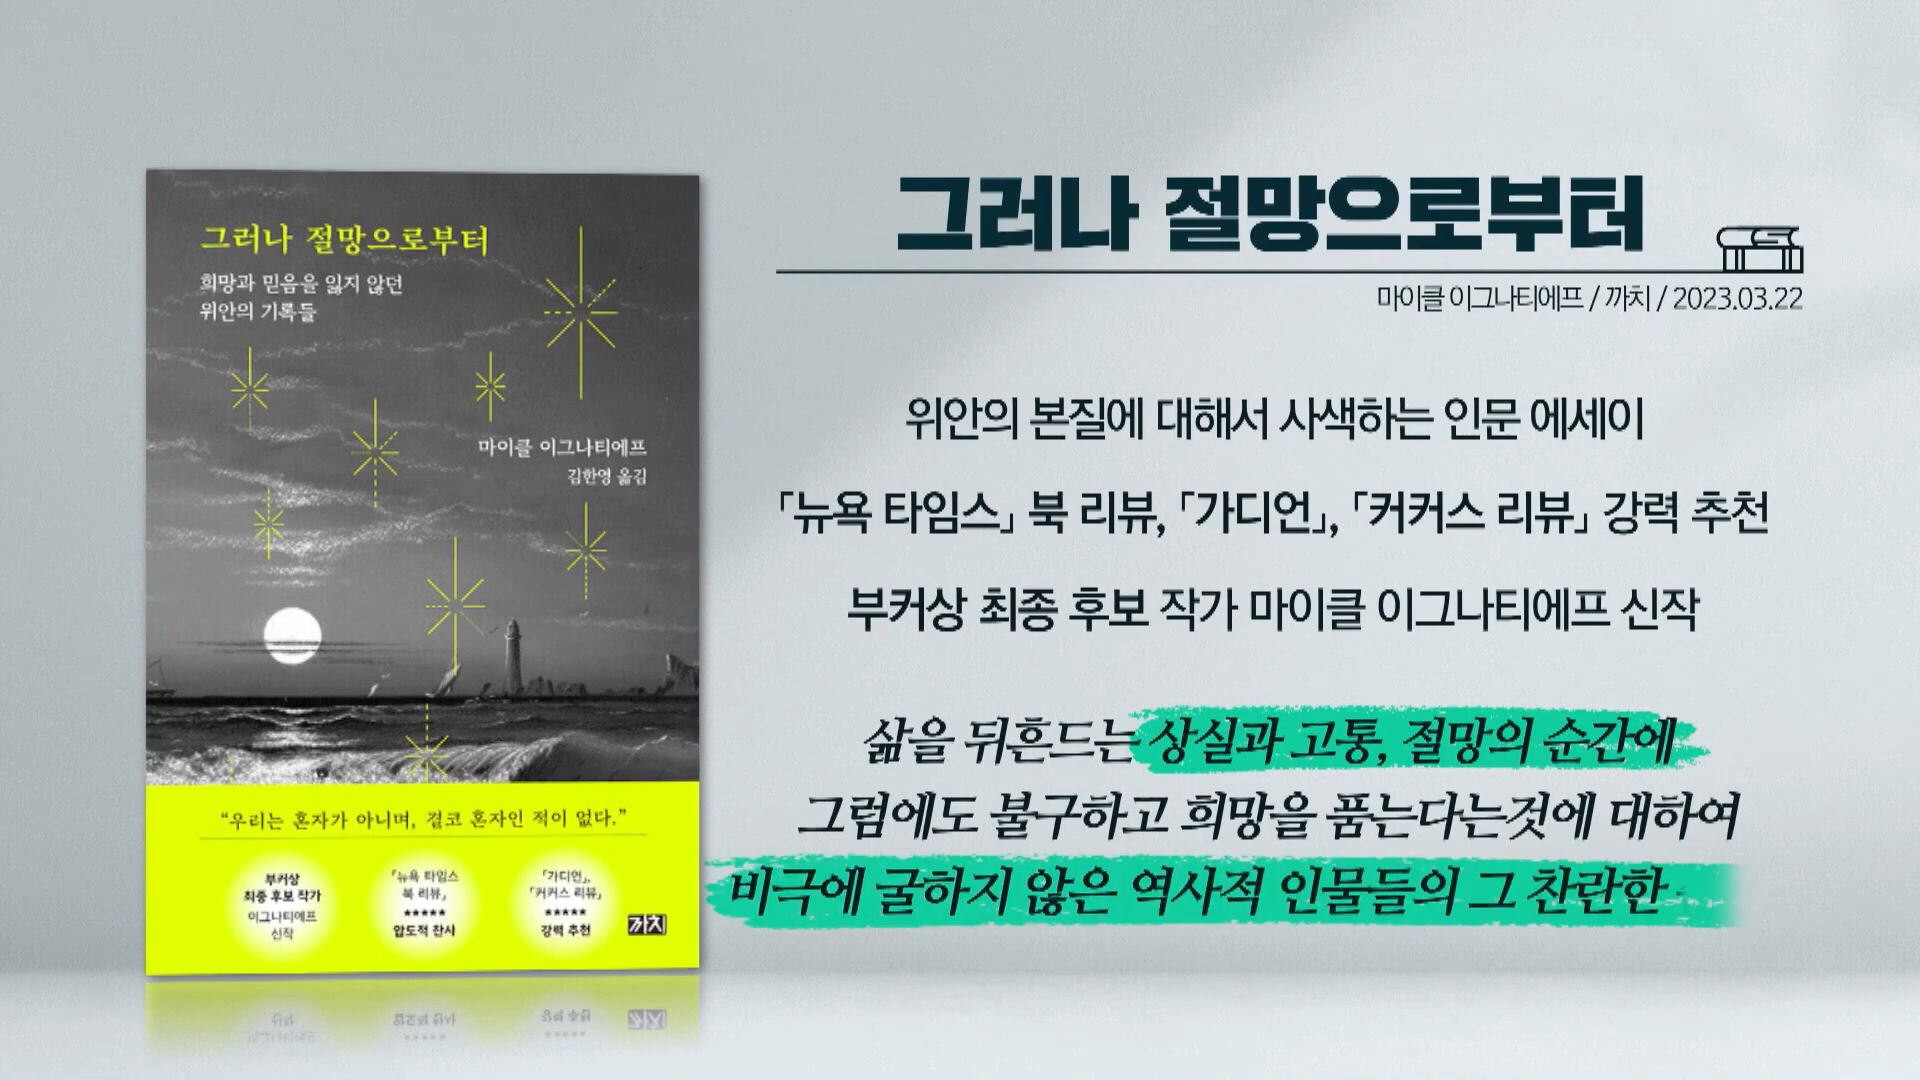 그러나 절망으로부터
희망과 믿음을 잃지 않던
위안의 기록들
마이클 이그나티에프
김한영 옮김
“우리는 혼자가 아니며, 결코 혼자인 적이 없다.”
부커상
최종 후보 작가
이그나티에프
신작
「뉴욕 타임스
북 리뷰」
★★★★★
압도적 찬사
「가디언」,
「커커스 리뷰」
★★★★★
강력 추천
까치
그러나 절망으로부터
마이클 이그나티에프 / 까치 / 2023.03.22
위안의 본질에 대해서 사색하는 인문 에세이
「뉴욕 타임스」 북 리뷰, 「가디언」, 「커커스 리뷰」 강력 추천
부커상 최종 후보 작가 마이클 이그나티에프 신작
삶을 뒤흔드는 상실과 고통, 절망의 순간에
그럼에도 불구하고 희망을 품는다는것에 대하여
비극에 굴하지 않은 역사적 인물들의 그 찬란한